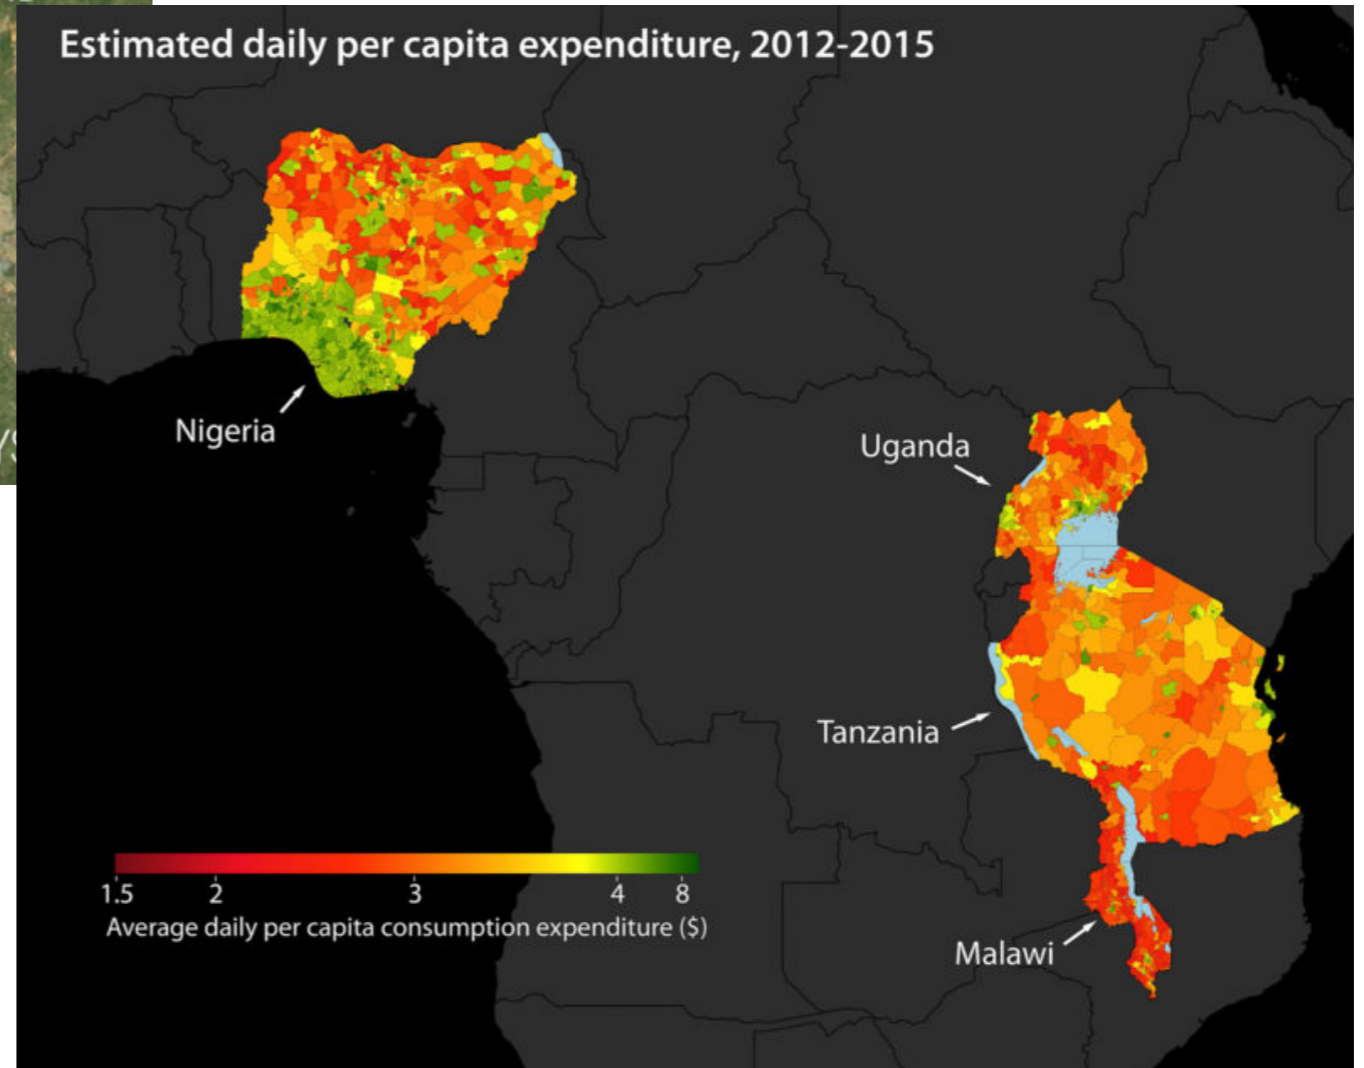 Estimated daily per capita expenditure, 2012-2015
Nigeria
Uganda
Tanzania
Malawi
1.5 2 3 4 8
Average daily per capita consumption expenditure ($)